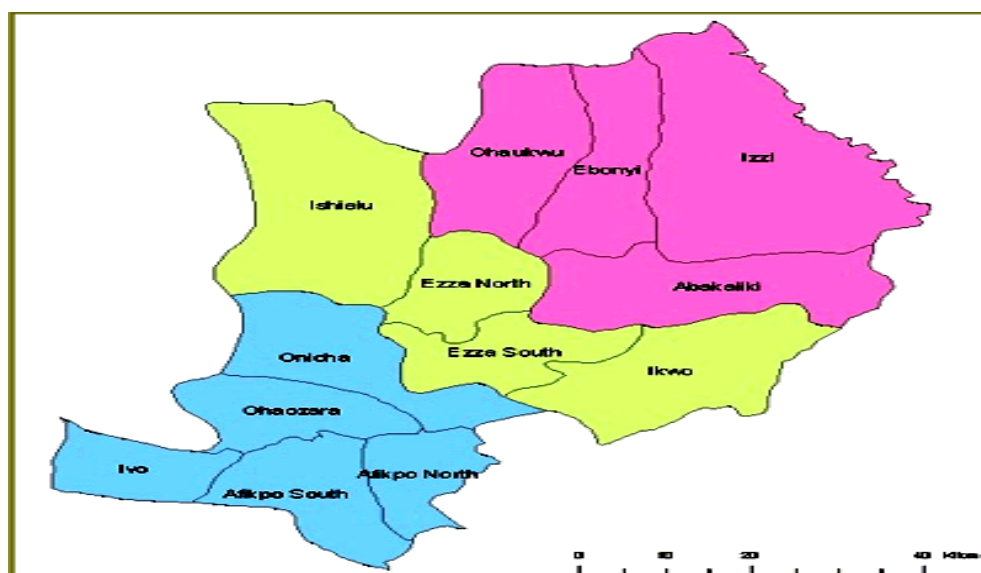 Ohaukwu
Ebonyi
Izzi
Ishielu
Ezza North
Abakaliki
Ezza South
Ikwo
Onicha
Ohaozara
Ivo
Afikpo South
Afikpo North
0 10 20 40